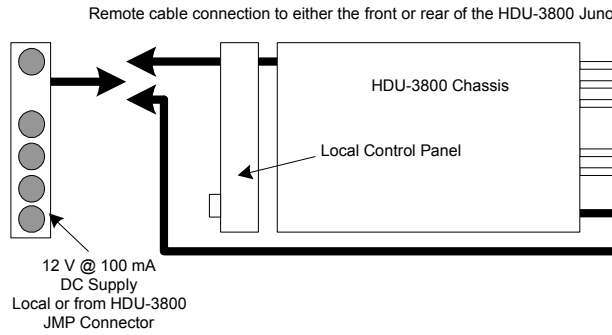 Remote cable connection to either the front or rear of the HDU-3800
HDU-3800 Chassis
Local Control Panel
12 V @ 100 mA
DC Supply
Local or from HDU-3800
JMP Connector